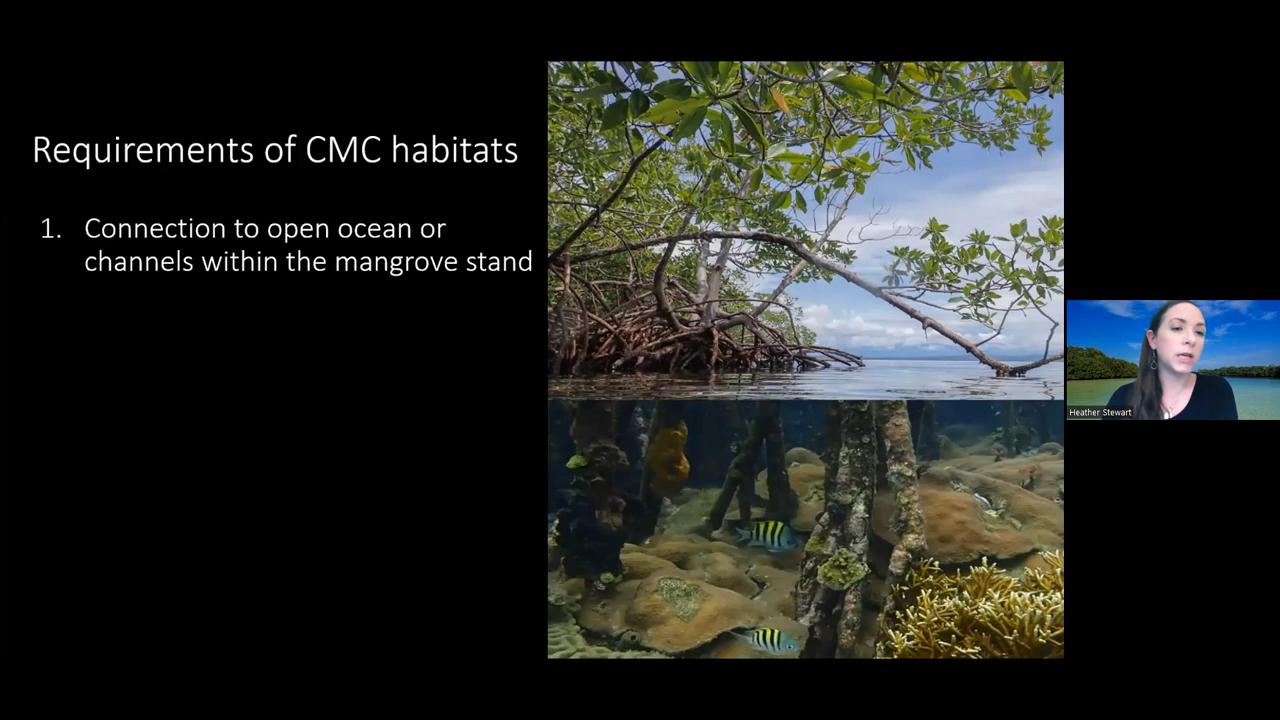 Requirements of CMC habitats
1. Connection to open ocean or
channels within the mangrove stand
Heather Stewart